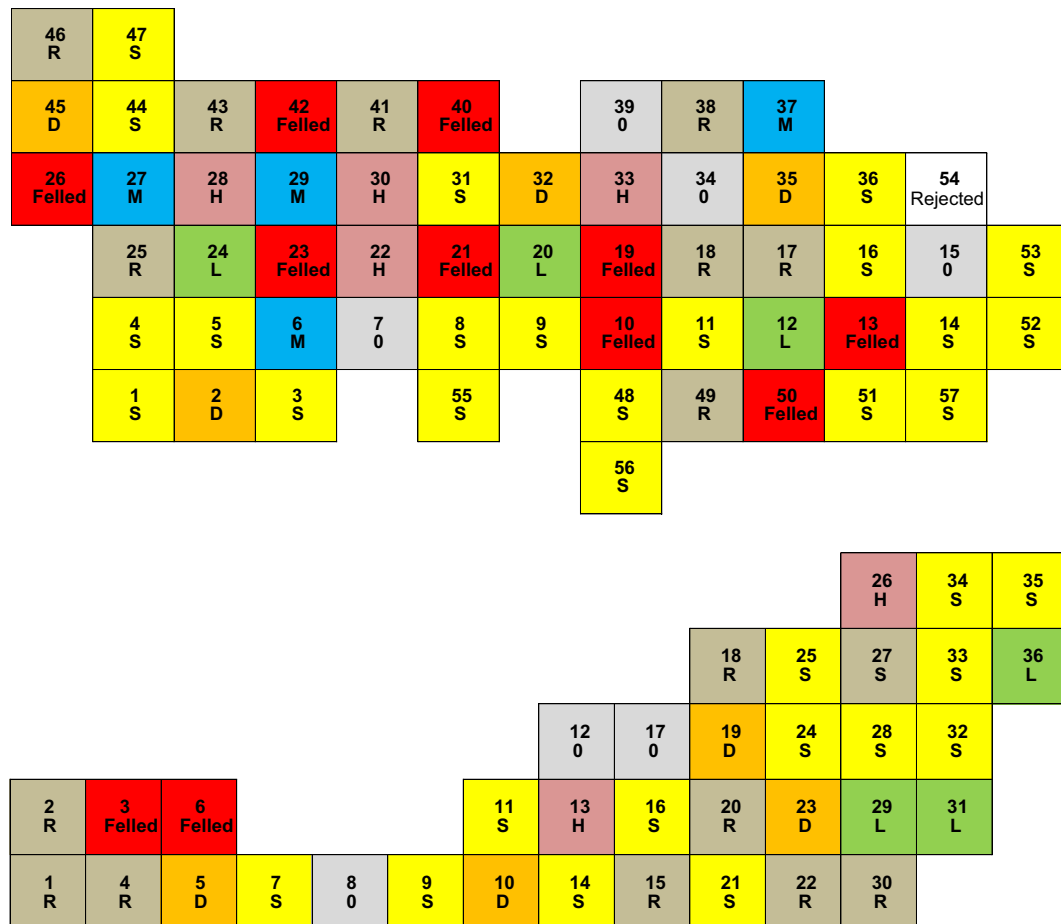 46 47
R S
45 44 43 42 41 40 39 38 37
D S R Felled R Felled 0 R M
26 27 28 29 30 31 32 33 34 35 36 54
Felled M H M H S D H 0 D S Rejected
25 24 23 22 21 20 19 18 17 16 15 53
R L Felled H Felled L Felled R R S 0 S
4 5 6 7 8 9 10 11 12 13 14 52
S S M 0 S S Felled S L Felled S S
1 2 3 55 48 49 50 51 57
S D S S S R Felled S S
56
S
26 34 35
H S S
18 25 27 33 36
R S S S L
12 17 19 24 28 32
0 0 D S S S
2 3 6 11 13 16 20 23 29 31
R Felled Felled S H S R D L L
1 4 5 7 8 9 10 14 15 21 22 30
R R D S 0 S D S R S R R